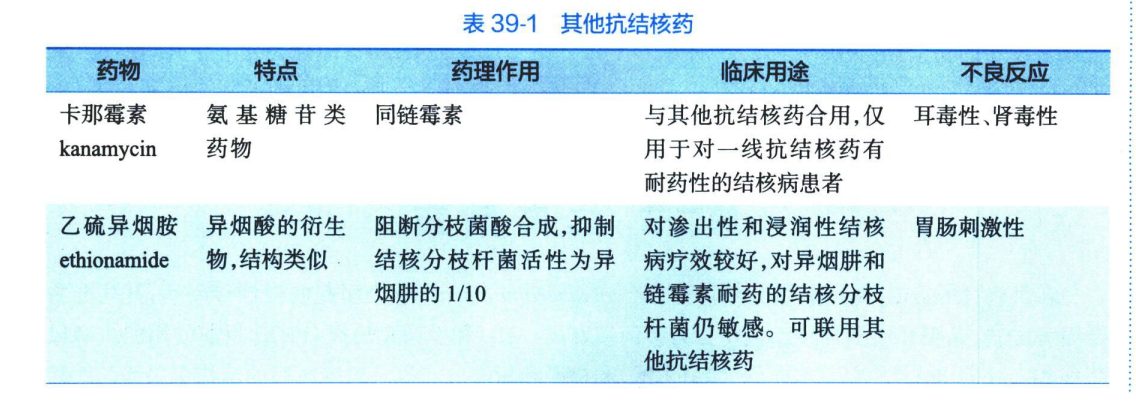 表 39-1 其他抗结核药
药物 特点 药理作用 临床用途 不良反应
卡那霉素 氨基糖苷类 同链霉素 与其他抗结核药合用,仅 耳毒性、肾毒性
kanamycin 药物 用于对一线抗结核药有
耐药性的结核病患者
乙硫异烟胺 异烟酸的衍生 阻断分枝菌酸合成,抑制 对渗出性和浸润性结核 胃肠刺激性
ethionamide 物,结构类似 结核分枝杆菌活性为异 病疗效较好,对异烟肼和
烟肼的 1/10 链霉素耐药的结核分枝
杆菌仍敏感。可联用其
他抗结核药